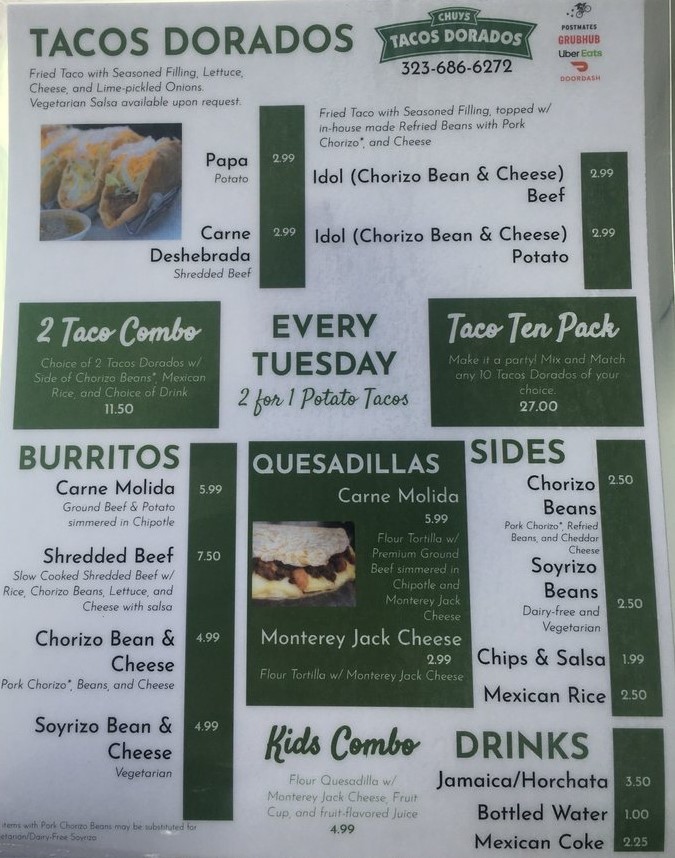 TACOS DORADOS
Fried Taco with Seasoned Filling, Lettuce,
Cheese, and Lime-pickled Onions.
Vegetarian Salsa available upon request.
CHUYS
TACOS DORADOS
323-686-6272
POSTMATES
GRUBHUB
Uber Eats
DOORDASH
Papa 2.99
Potato
Carne 2.99
Deshebrada
Shredded Beef
Fried Taco with Seasoned Filling, topped w/
in-house made Refried Beans with Pork
Chorizo*, and Cheese
Idol (Chorizo Bean & Cheese) 2.99
Beef
Idol (Chorizo Bean & Cheese) 2.99
Potato
2 Taco Combo
Choice of 2 Tacos Dorados w/
Side of Chorizo Beans*, Mexican
Rice, and Choice of Drink
11.50
EVERY
TUESDAY
2 for 1 Potato Tacos
Taco Ten Pack
Make it a party! Mix and Match
any 10 Tacos Dorados of your
choice.
27.00
BURRITOS
Carne Molida 5.99
Ground Beef & Potato
simmered in Chipotle
Shredded Beef 7.50
Slow Cooked Shredded Beef w/
Rice, Chorizo Beans, Lettuce, and
Cheese with salsa
Chorizo Bean & 4.99
Cheese
Pork Chorizo*, Beans, and Cheese
Soyrizo Bean & 4.99
Cheese
Vegetarian
items with Pork Chorizo Beans may be substituted for
etarian/Dairy-Free Soyrizo
QUESADILLAS
Carne Molida
5.99
Flour Tortilla w/
Premium Ground
Beef simmered in
Chipotle and
Monterey Jack
Cheese
Monterey Jack Cheese
2.99
Flour Tortilla w/ Monterey Jack Cheese
Kids Combo
Flour Quesadilla w/
Monterey Jack Cheese, Fruit
Cup, and fruit-flavored Juice
4.99
SIDES
Chorizo 2.50
Beans
Pork Chorizo*, Refried
Beans, and Cheddar
Cheese
Soyrizo
Beans 2.50
Dairy-free and
Vegetarian
Chips & Salsa 1.99
Mexican Rice 2.50
DRINKS
Jamaica/Horchata 3.50
Bottled Water 1.00
Mexican Coke 2.25